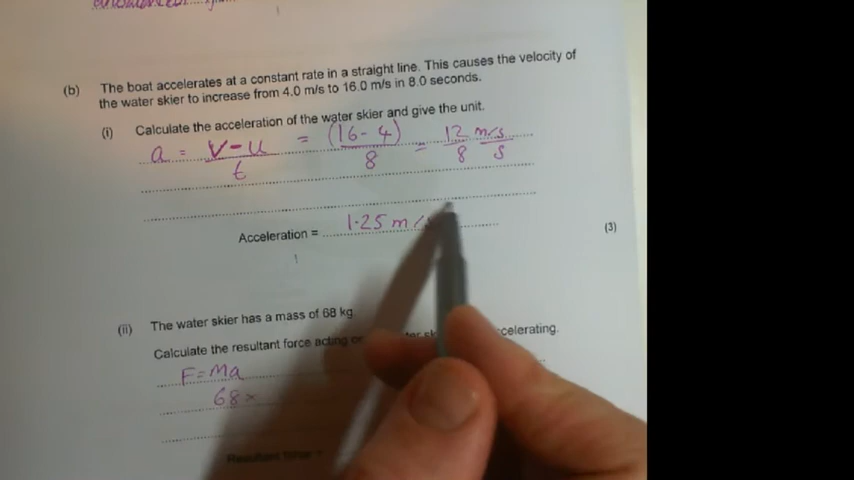 (b) The boat accelerates at a constant rate in a straight line. This causes the velocity of
the water skier to increase from 4.0 m/s to 16.0 m/s in 8.0 seconds.
(i) Calculate the acceleration of the water skier and give the unit.
a = v-u/t = (16-4)/8 = 12/8 m/s/s
Acceleration = 1.25 m/
(3)
(ii) The water skier has a mass of 68 kg
Calculate the resultant force acting celerating.
F=Ma
68×
Resultant force =